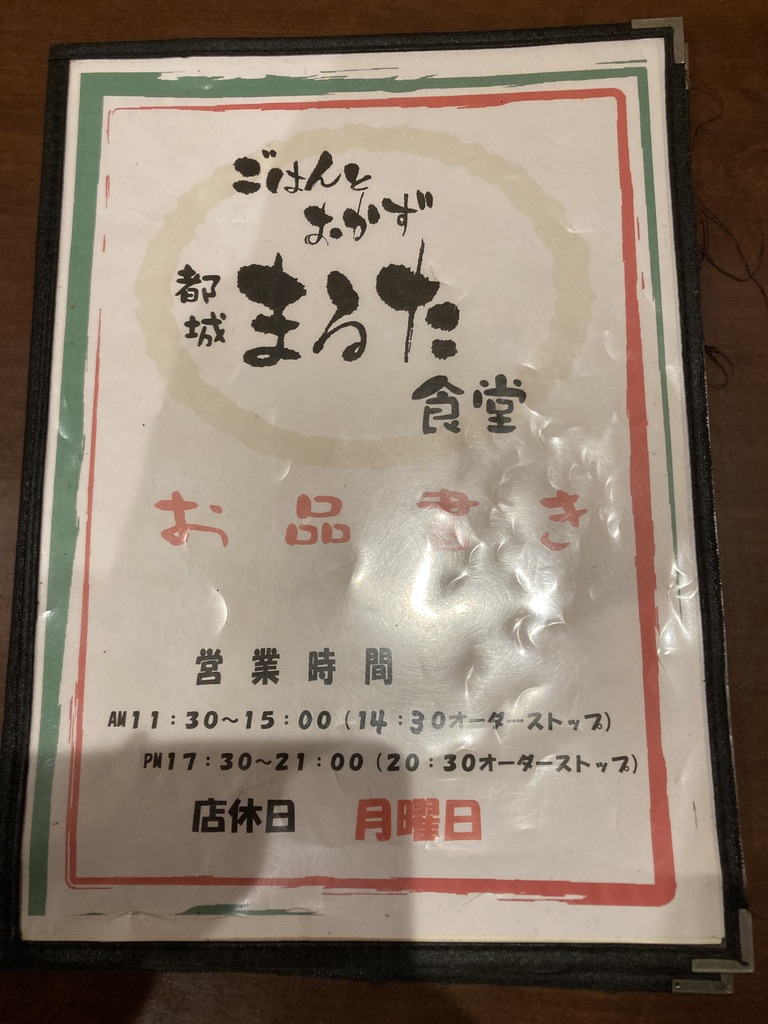 ごはんと
おかず
都城
まるた
食堂
お品書き
営業時間
AM11:30～15:00(14:30オーダーストップ)
PM17:30～21:00(20:30オーダーストップ)
店休日 月曜日